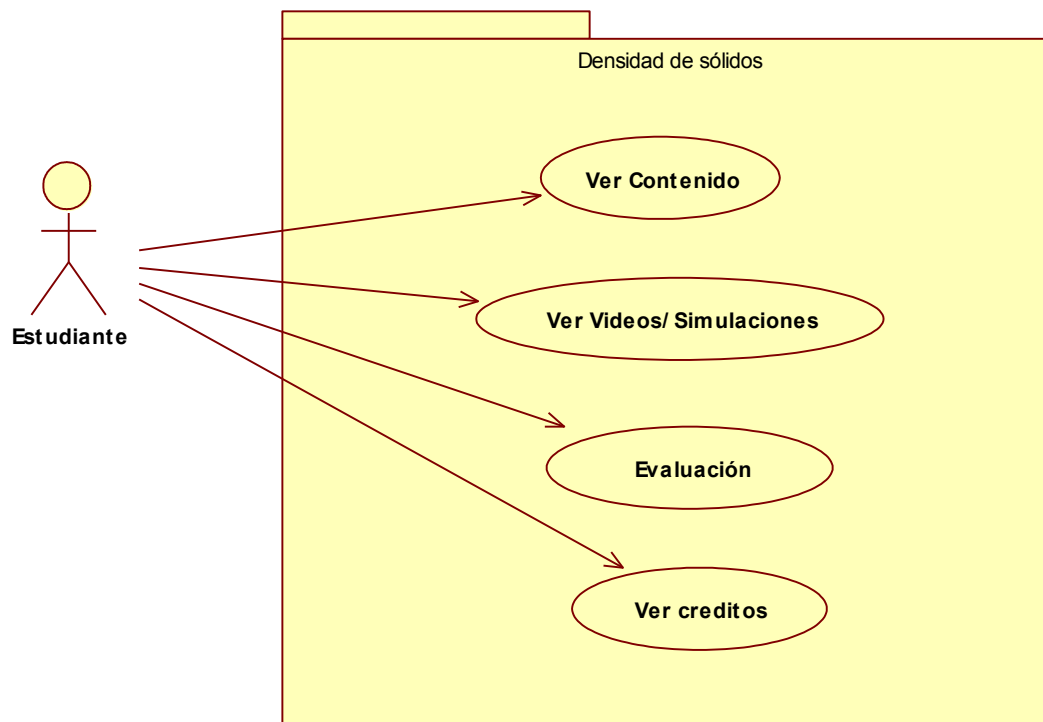 Densidad de sólidos
Ver Contenido
Ver Videos/ Simulaciones
Estudiante
Evaluación
Ver creditos